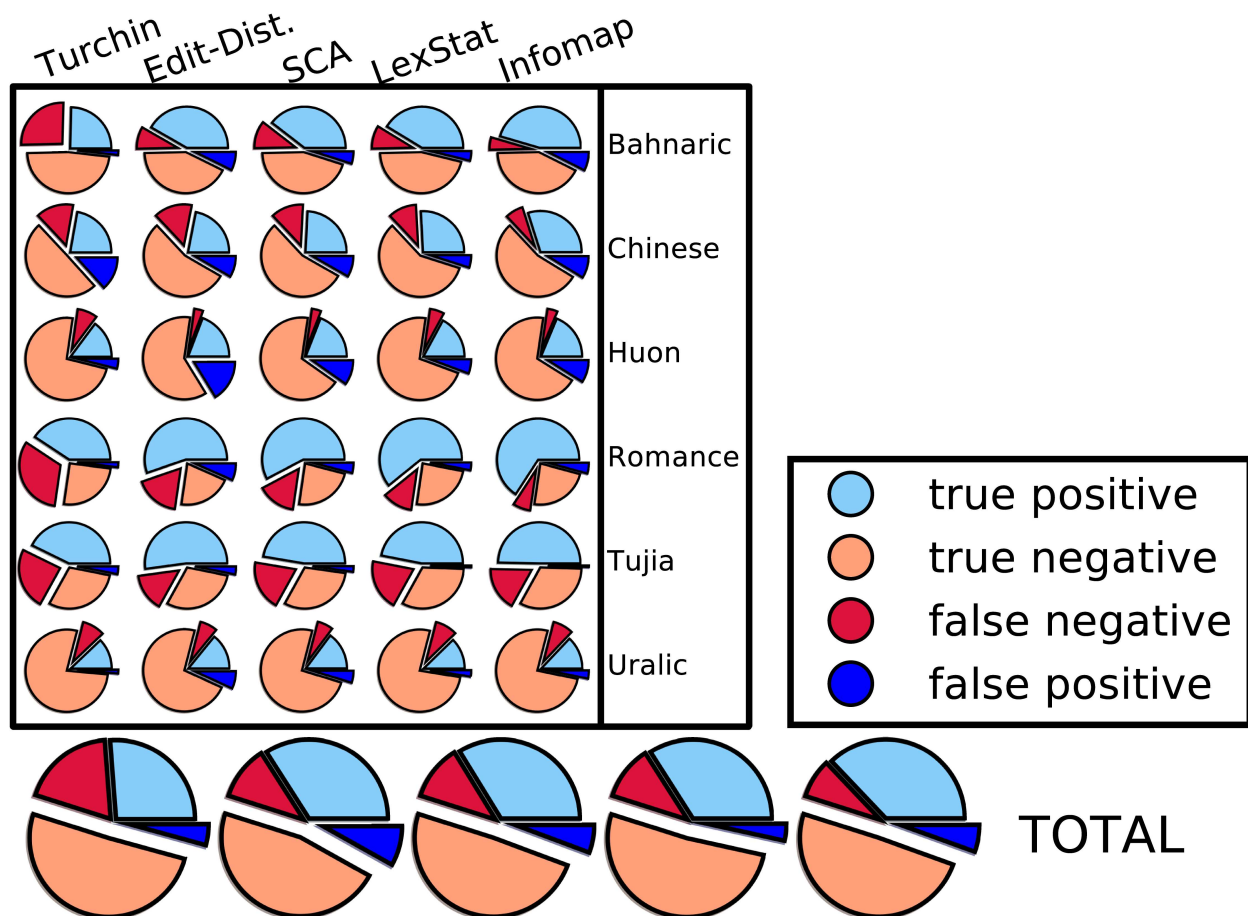 Turchin Edit-Dist. SCA LexStat Infomap
Bahnaric
Chinese
Huon
Romance
Tujia
Uralic
true positive
true negative
false negative
false positive
TOTAL